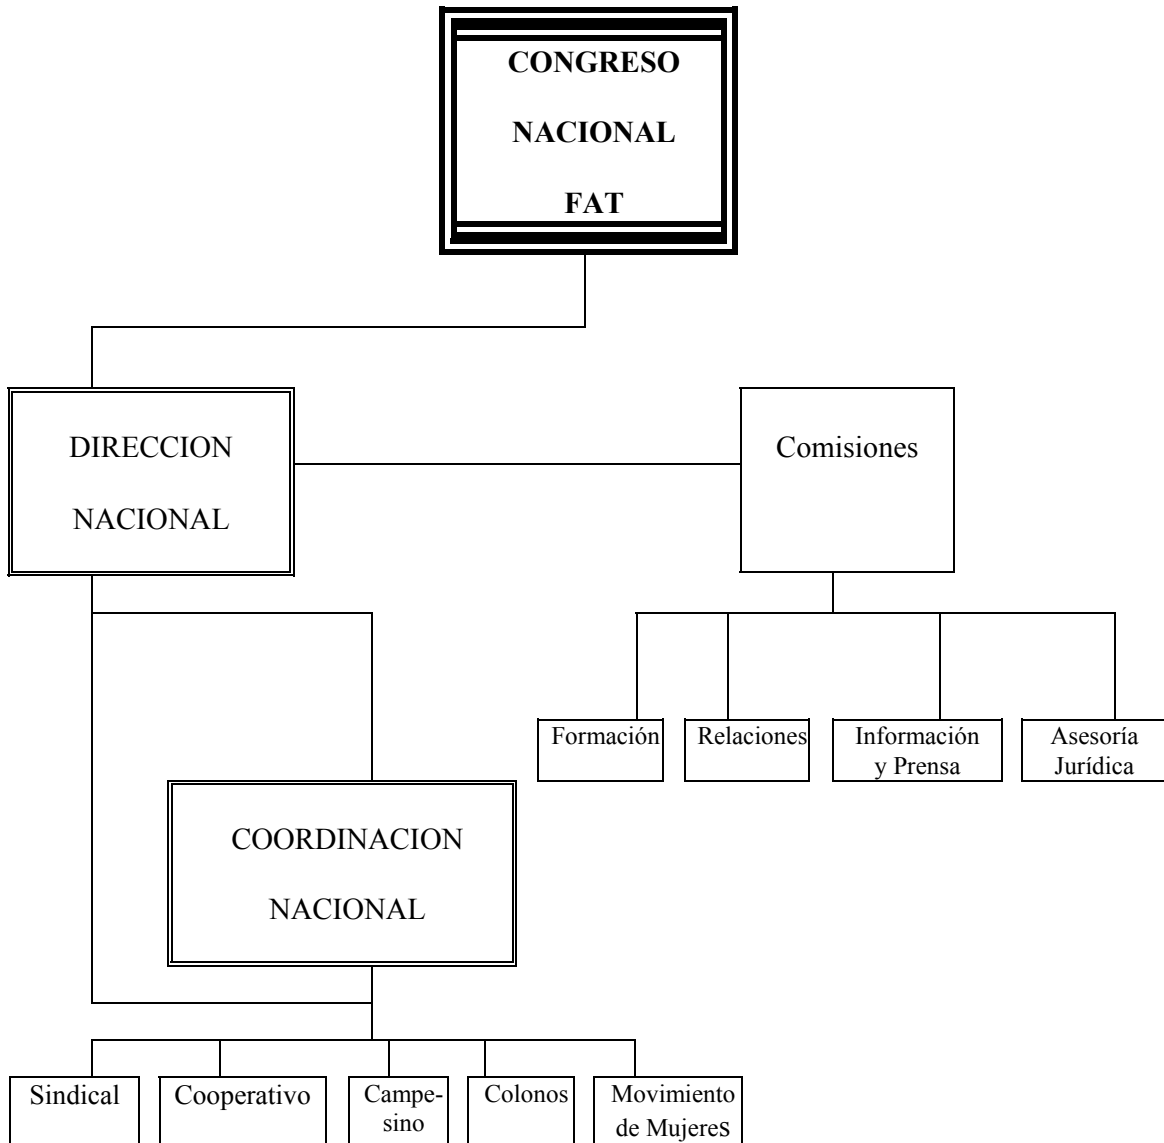 CONGRESO
NACIONAL
FAT
DIRECCION
NACIONAL
Comisiones
Formación
Relaciones
Información
y Prensa
Asesoría
Jurídica
COORDINACION
NACIONAL
Sindical
Cooperativo
Campe-
sino
Colonos
Movimiento
de Mujeres